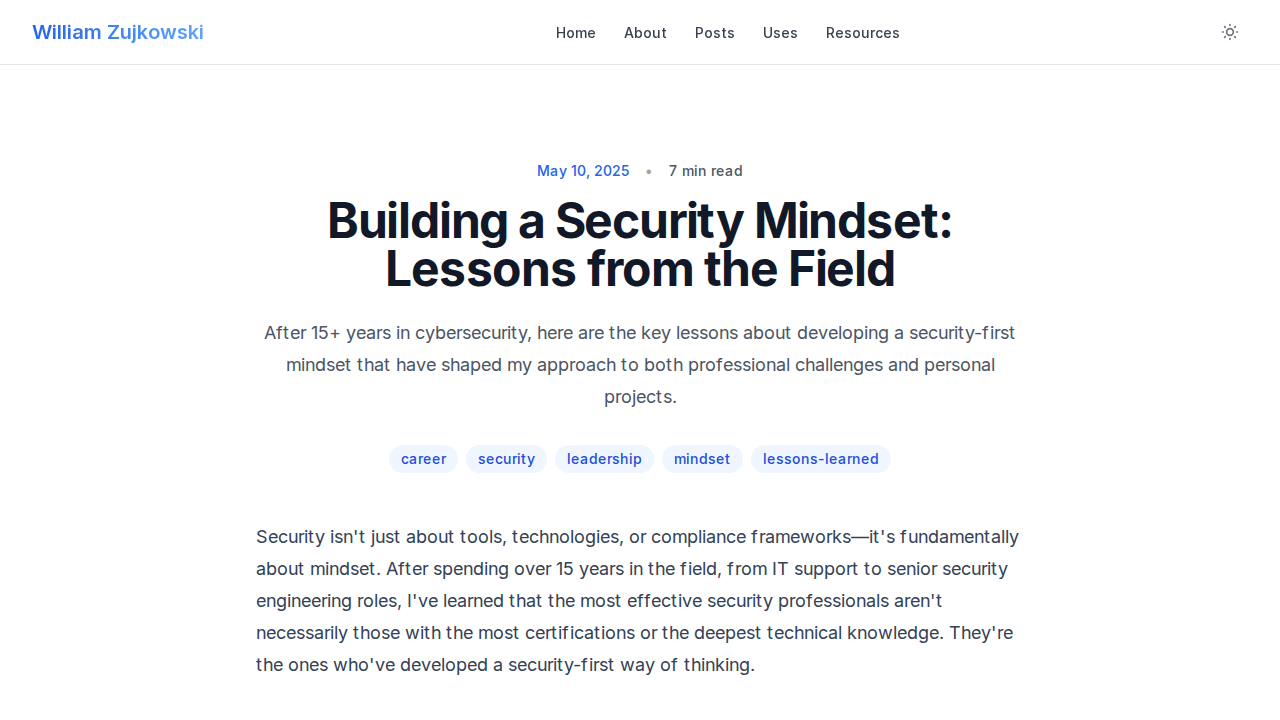 William Zujkowski
Home About Posts Uses Resources
May 10, 2025 • 7 min read
Building a Security Mindset:
Lessons from the Field
After 15+ years in cybersecurity, here are the key lessons about developing a security-first
mindset that have shaped my approach to both professional challenges and personal
projects.
career security leadership mindset lessons-learned
Security isn't just about tools, technologies, or compliance frameworks—it's fundamentally
about mindset. After spending over 15 years in the field, from IT support to senior security
engineering roles, I've learned that the most effective security professionals aren't
necessarily those with the most certifications or the deepest technical knowledge. They're
the ones who've developed a security-first way of thinking.